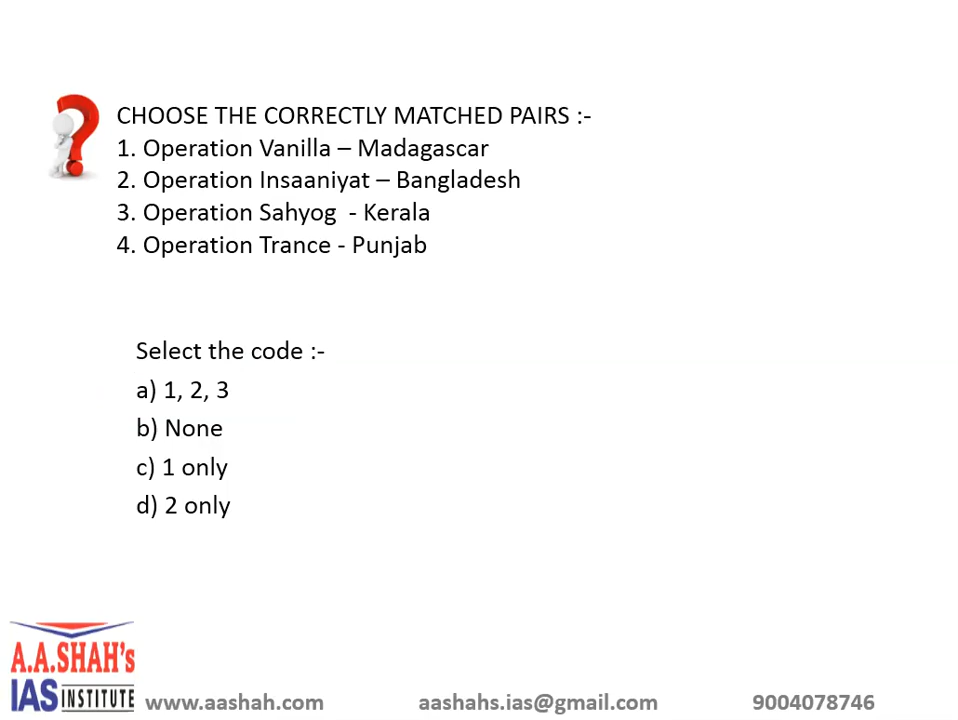 CHOOSE THE CORRECTLY MATCHED PAIRS :-
1. Operation Vanilla – Madagascar
2. Operation Insaaniyat – Bangladesh
3. Operation Sahyog  - Kerala
4. Operation Trance - Punjab
Select the code :-
a) 1, 2, 3
b) None
c) 1 only
d) 2 only
A.A.SHAH's
IAS INSTITUTE
www.aashah.com aashahs.ias@gmail.com 9004078746